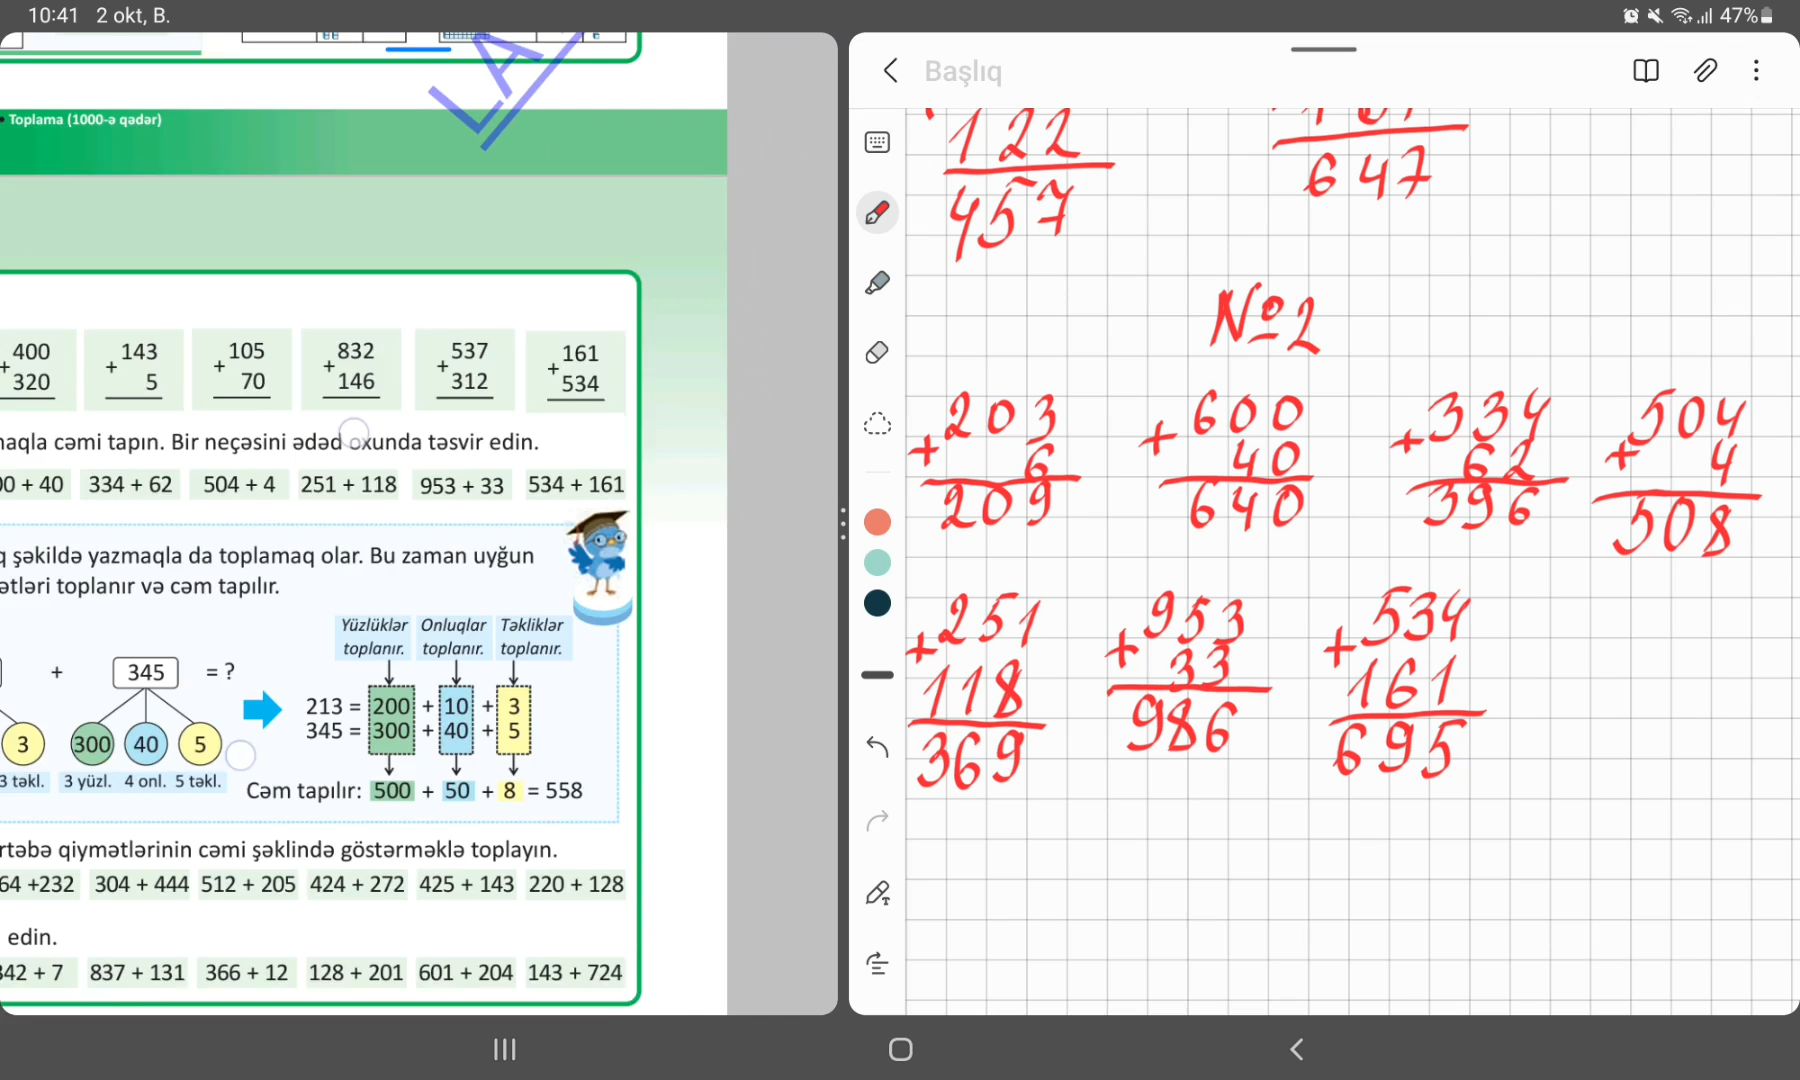 10:41 2 okt, B.
47%
LA
• Toplama (1000-ə qədər)
400 + 320
143 + 5
105 + 70
832 + 146
537 + 312
161 + 534
cəmi tapın. Bir neçəsini ədəd oxunda təsvir edin.
+ 40 334 + 62 504 + 4 251 + 118 953 + 33 534 + 161
şəkildə yazmaqla da toplamaq olar. Bu zaman uyğun
toplanır və cəm tapılır.
Yüzlüklər toplanır.
Onluqlar toplanır.
Təkliklər toplanır.
+ 345 = ?
213 = 200 + 10 + 3
345 = 300 + 40 + 5
3 300 40 5
3 təkl. 3 yüzl. 4 onl. 5 təkl.
Cəm tapılır: 500 + 50 + 8 = 558
qiymətlərinin cəmi şəklində göstərməklə toplayın.
64 +232 304 + 444 512 + 205 424 + 272 425 + 143 220 + 128
edin.
342 + 7 837 + 131 366 + 12 128 + 201 601 + 204 143 + 724
Başlıq
122
457
647
№2
+203
6
209
+600
40
640
+334
62
396
+504
4
508
+251
118
369
+953
33
986
+534
161
695